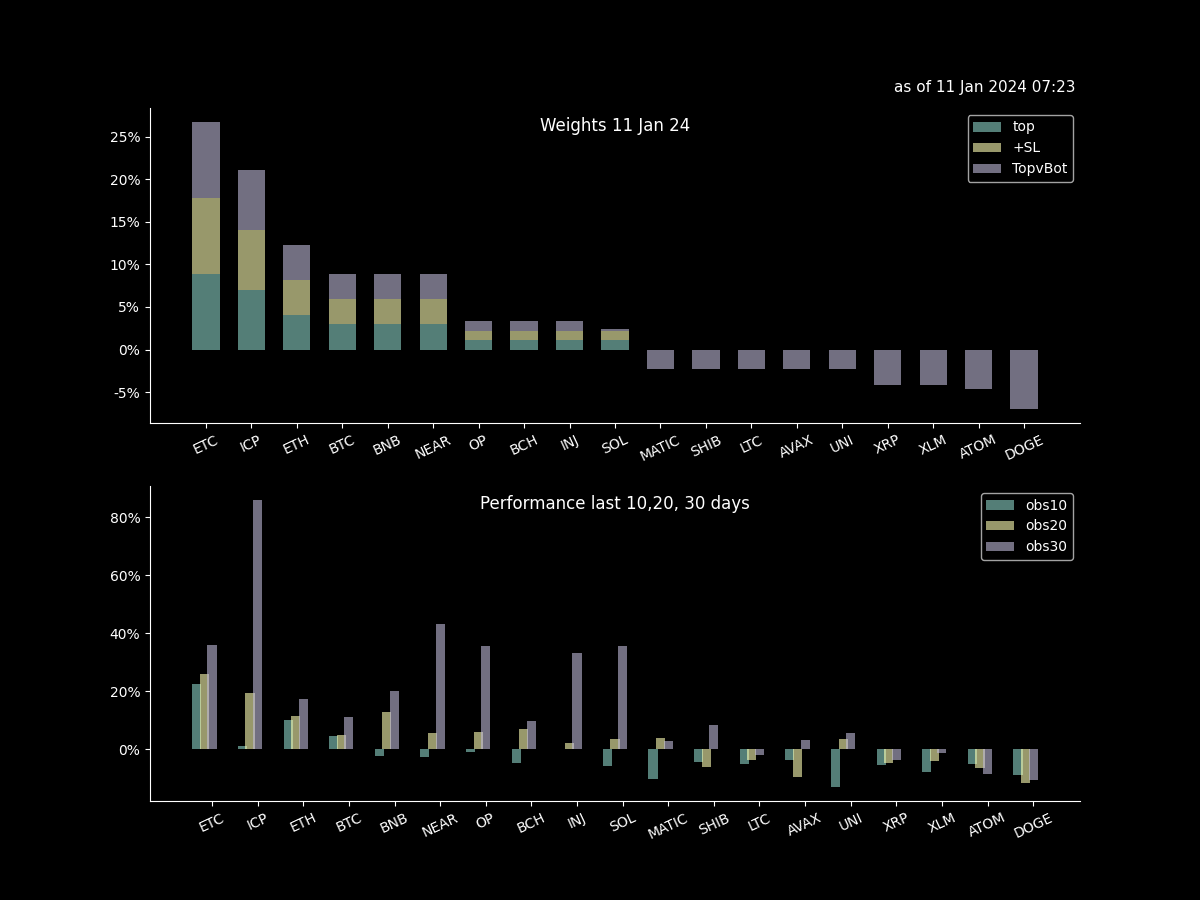 as of 11 Jan 2024 07:23
Weights 11 Jan 24
top
+SL
TopvBot
25%
20%
15%
10%
5%
0%
-5%
ETC ICP ETH BTC BNB NEAR OP BCH INJ SOL MATIC SHIB LTC AVAX UNI XRP XLM ATOM DOGE
Performance last 10,20, 30 days
obs10
obs20
obs30
80%
60%
40%
20%
0%
ETC ICP ETH BTC BNB NEAR OP BCH INJ SOL MATIC SHIB LTC AVAX UNI XRP XLM ATOM DOGE